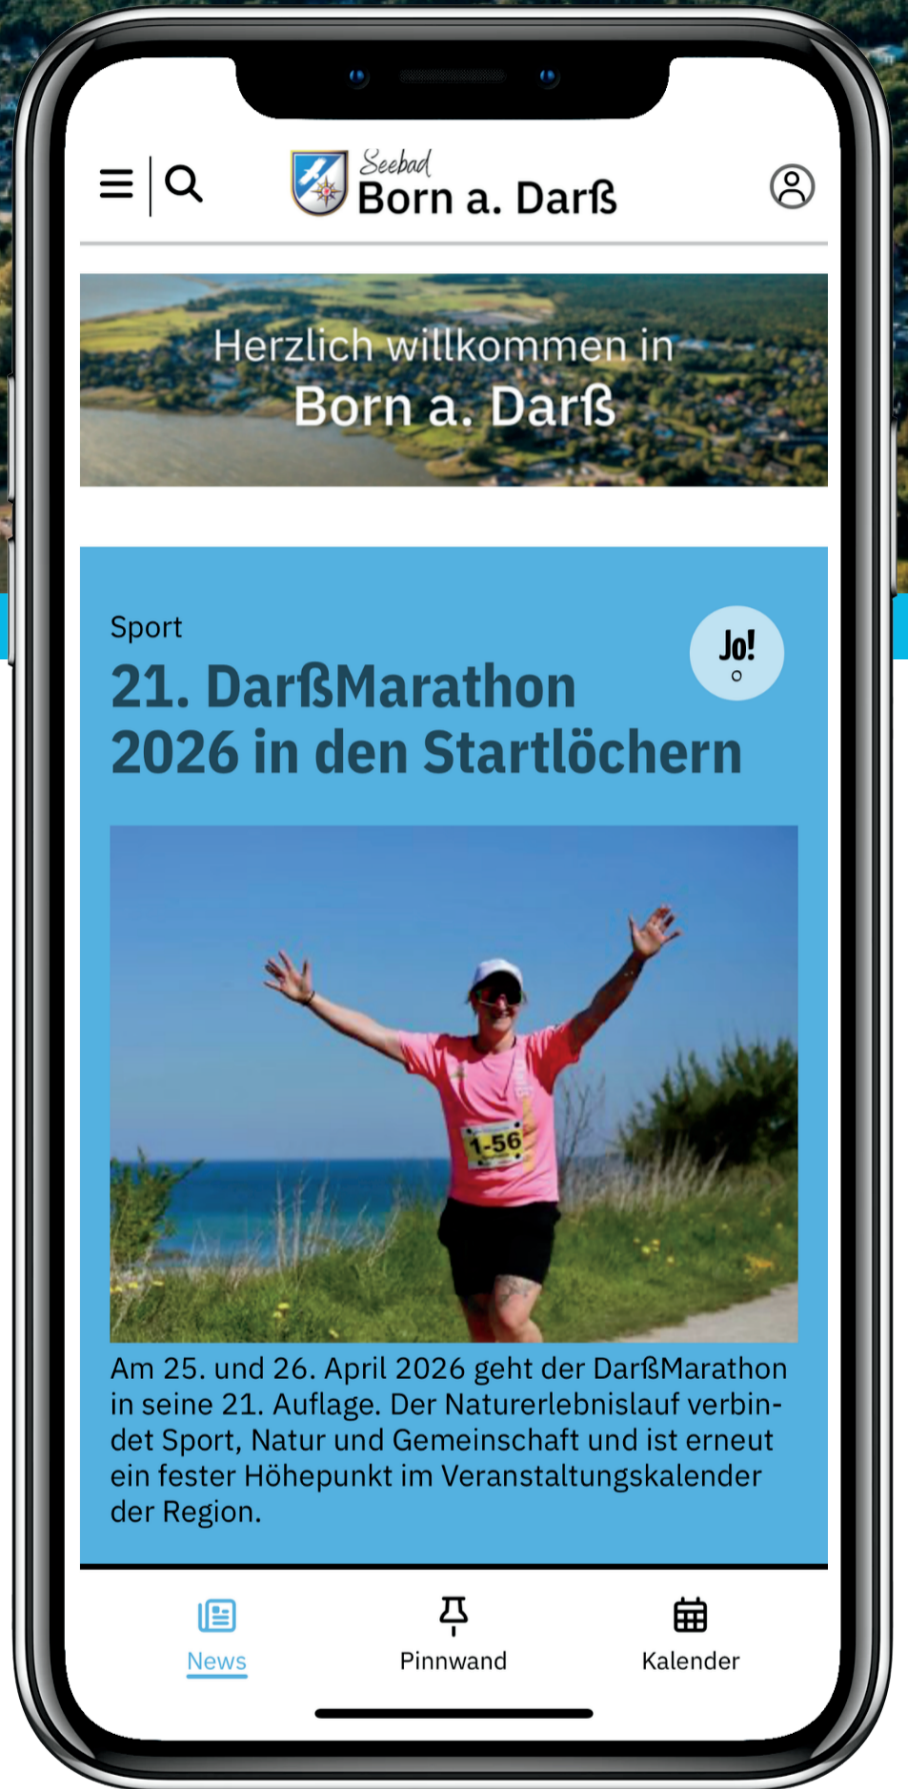 Seebad
Born a. Darß
Herzlich willkommen in
Born a. Darß
Sport
Jo!
21. DarßMarathon
2026 in den Startlöchern
1-56
Am 25. und 26. April 2026 geht der DarßMarathon
in seine 21. Auflage. Der Naturerlebnislauf verbin-
det Sport, Natur und Gemeinschaft und ist erneut
ein fester Höhepunkt im Veranstaltungskalender
der Region.
News
Pinnwand
Kalender